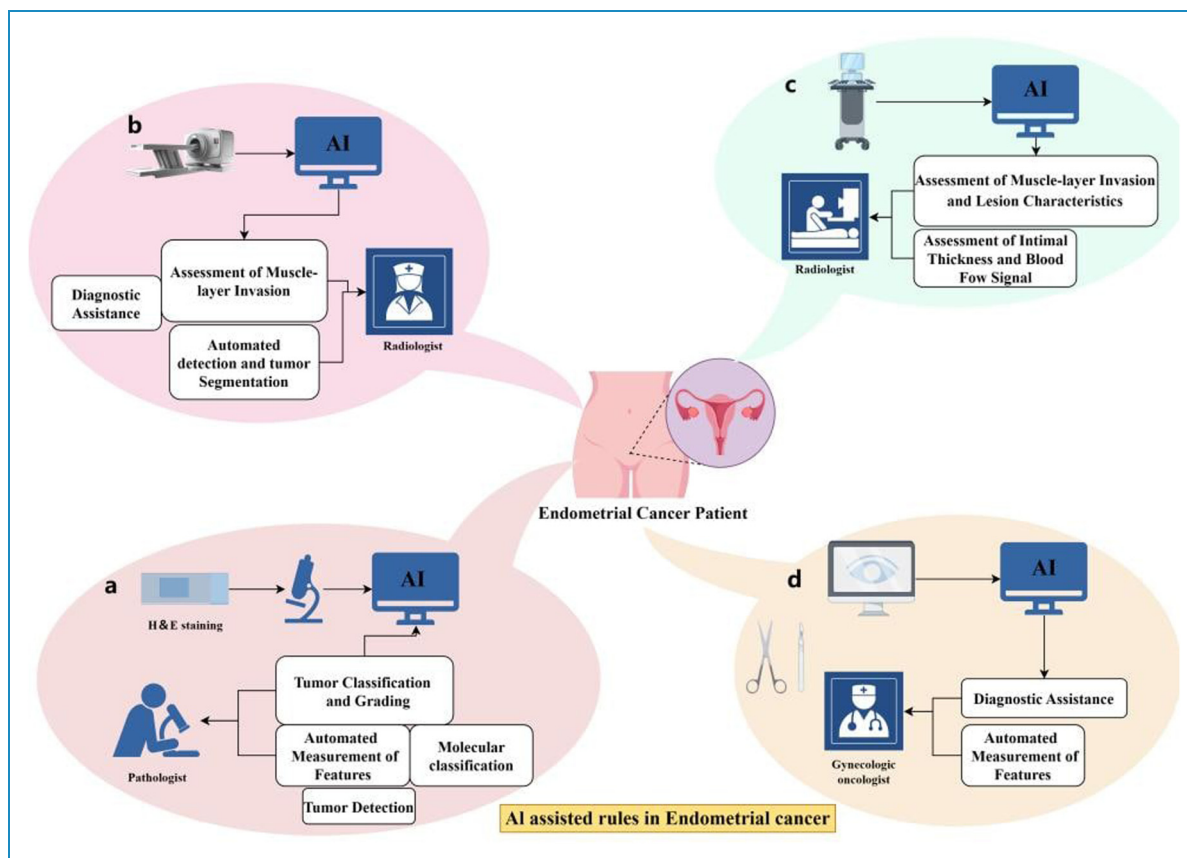 b
AI
Assessment of Muscle-
layer Invasion
Diagnostic
Assistance
Automated
detection and tumor
Segmentation
Radiologist
c
AI
Assessment of Muscle-layer Invasion
and Lesion Characteristics
Assessment of Intimal
Thickness and Blood
Fow Signal
Radiologist
Endometrial Cancer Patient
a
AI
H&E staining
Tumor Classification
and Grading
Automated
Measurement of
Features
Molecular
classification
Tumor Detection
Pathologist
d
AI
Diagnostic Assistance
Automated
Measurement of
Features
Gynecologic
oncologist
AI assisted rules in Endometrial cancer